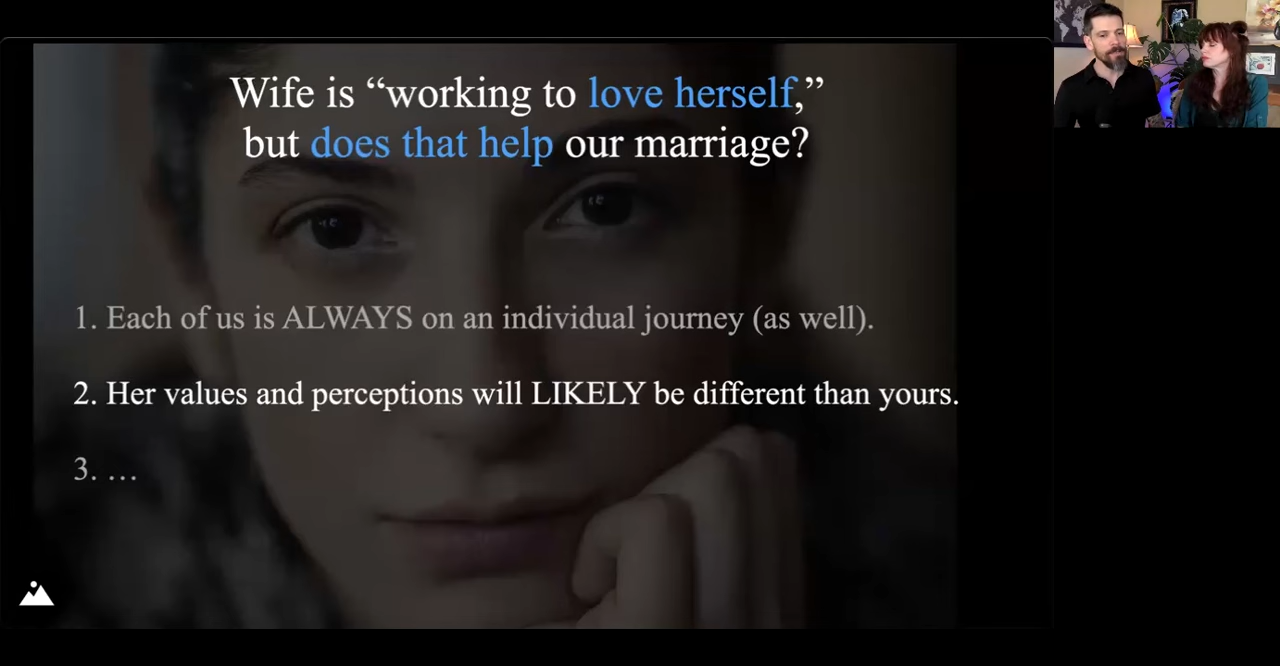 Wife is “working to love herself,”
but does that help our marriage?
1. Each of us is ALWAYS on an individual journey (as well).
2. Her values and perceptions will LIKELY be different than yours.
3. …